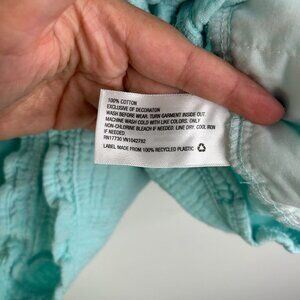 100% COTTON
EXCLUSIVE OF DECORATION
WASH BEFORE WEAR. TURN GARMENT INSIDE OUT.
MACHINE WASH COLD WITH LIKE COLORS. ONLY
NON-CHLORINE BLEACH IF NEEDED. LINE DRY, COOL IRON
IF NEEDED
RN17730 VN1042792
LABEL MADE FROM 100% RECYCLED PLASTIC